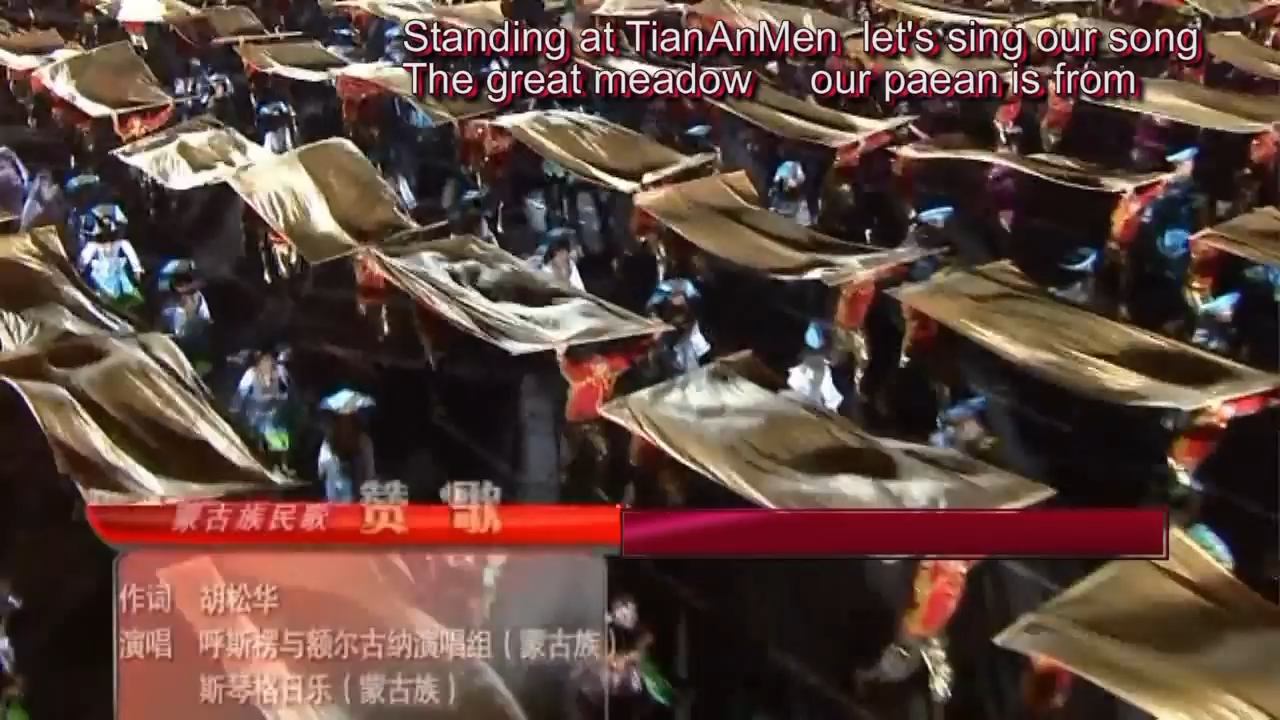 Standing at TianAnMen let's sing our song
The great meadow our paean is from
蒙古族民歌 赞 歌
作词 胡松华
演唱 呼斯楞与额尔古纳演唱组（蒙古族）
斯琴格日乐（蒙古族）